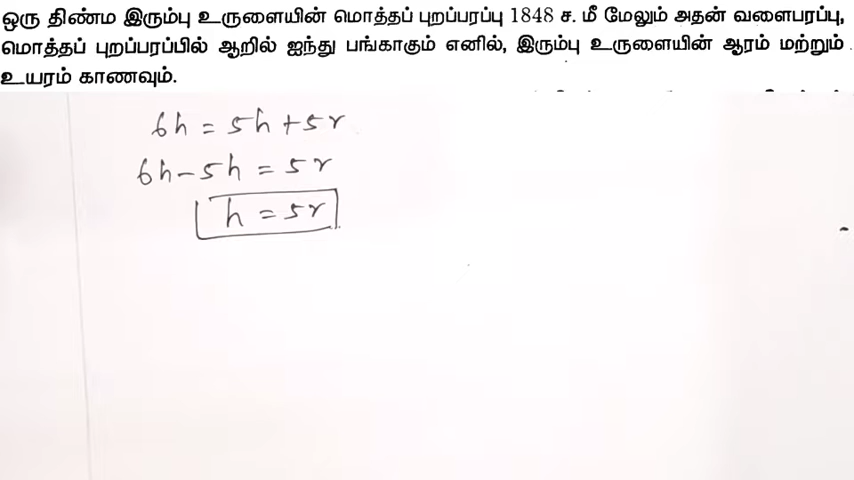 ஒரு திண்ம இரும்பு உருளையின் மொத்தப் புறப்பரப்பு 1848 ச. மீ மேலும் அதன் வளைபரப்பு,
மொத்தப் புறப்பரப்பில் ஆறில் ஐந்து பங்காகும் எனில், இரும்பு உருளையின் ஆரம் மற்றும்
உயரம் காணவும்.
6h = 5h + 5r
6h - 5h = 5r
h = 5r